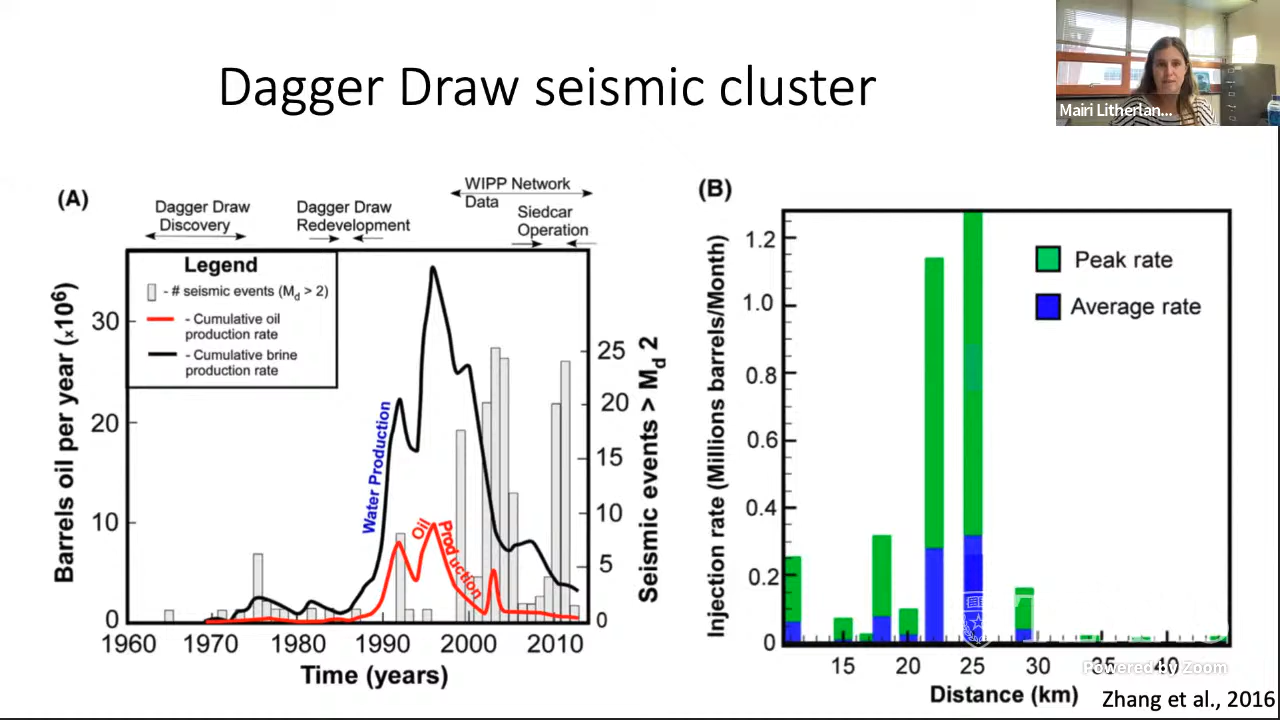 Dagger Draw seismic cluster
Mairi Litherlan...
(A)
Dagger Draw
Discovery
Dagger Draw
Redevelopment
WIPP Network
Data
Siedcar
Operation
Legend
- # seismic events (Md > 2)
- Cumulative oil
production rate
- Cumulative brine
production rate
Barrels oil per year (x10⁶)
30
20
10
0
Water Production
Oil
Production
25
20
15
10
5
0
Seismic events > Md 2
1960 1970 1980 1990 2000 2010
Time (years)
(B)
Peak rate
Average rate
Injection rate (Millions barrels/Month)
1.2
1.0
0.8
0.6
0.4
0.2
0
15 20 25 30 35 40
Distance (km)
Powered by Zoom
Zhang et al., 2016